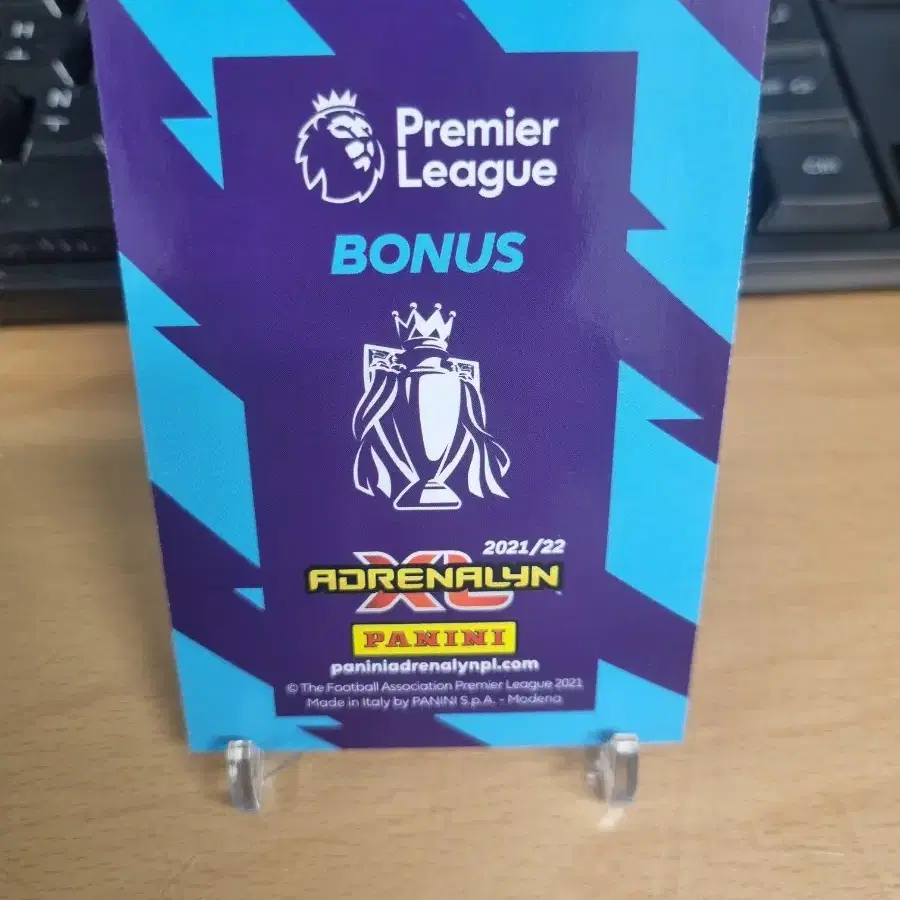 Premier
League
BONUS
2021/22
ADRENALYN
XL
PANINI
paniniadrenalynpl.com
© The Football Association Premier League 2021
Made in Italy by PANINI S.p.A. - Modena